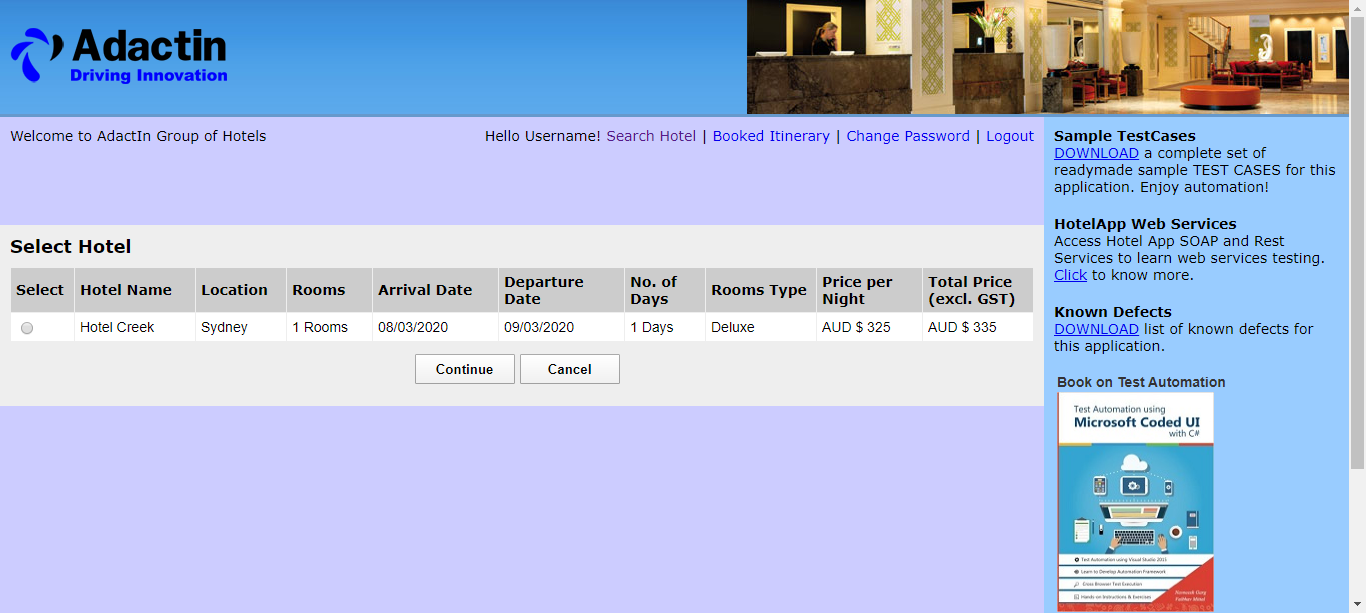 Adactin
Driving Innovation
Welcome to AdactIn Group of Hotels
Hello Username! Search Hotel | Booked Itinerary | Change Password | Logout
Select Hotel
Select Hotel Name Location Rooms Arrival Date Departure Date No. of Days Rooms Type Price per Night Total Price (excl. GST)
Hotel Creek Sydney 1 Rooms 08/03/2020 09/03/2020 1 Days Deluxe AUD $ 325 AUD $ 335
Continue Cancel
Sample TestCases
DOWNLOAD a complete set of
readymade sample TEST CASES for this
application. Enjoy automation!
HotelApp Web Services
Access Hotel App SOAP and Rest
Services to learn web services testing.
Click to know more.
Known Defects
DOWNLOAD list of known defects for
this application.
Book on Test Automation
Test Automation using
Microsoft Coded UI
with C#
Test Automation using Visual Studio 2013
Learn to Develop Automation Framework
Cross Browser Test Execution
Hands-on Instructions & Exercises
Navneesh Garg
Vaibhav Mittal